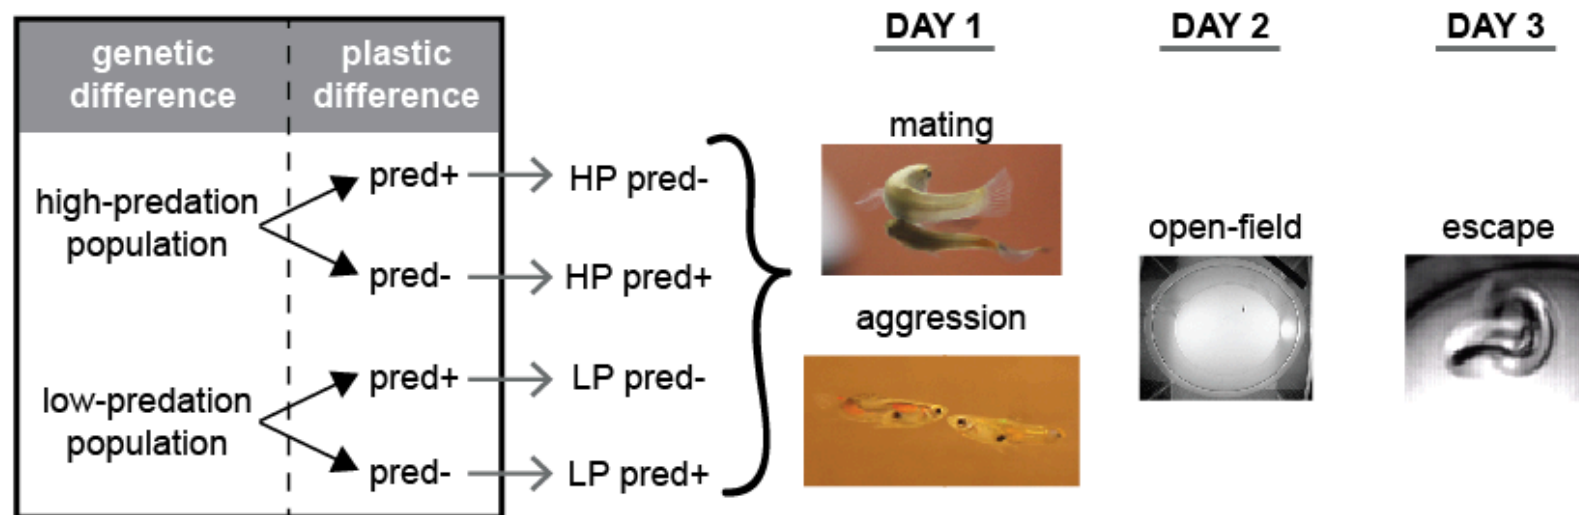 genetic
difference
plastic
difference
high-predation
population
pred+
HP pred-
pred-
HP pred+
low-predation
population
pred+
LP pred-
pred-
LP pred+
DAY 1
mating
aggression
DAY 2
open-field
DAY 3
escape